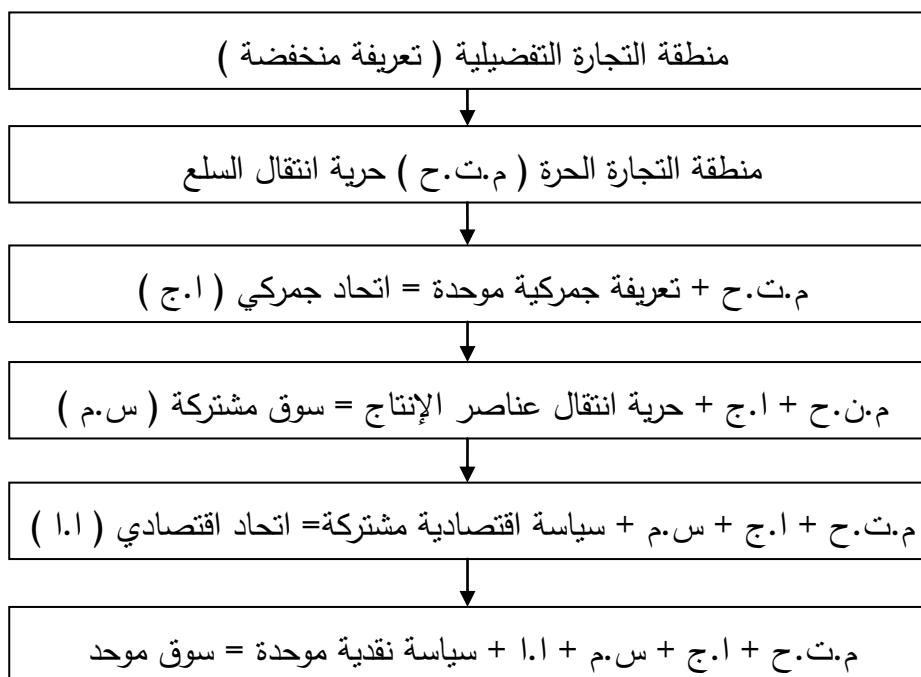 منطقة التجارة التفضيلية ( تعريفة منخفضة )
منطقة التجارة الحرة ( م.ت.ح ) حرية انتقال السلع
م.ت.ح + تعريفة جمركية موحدة = اتحاد جمركي ( ا.ج )
م.ن.ح + ا.ج + حرية انتقال عناصر الإنتاج = سوق مشتركة ( س.م )
م.ت.ح + ا.ج + س.م + سياسة اقتصادية مشتركة= اتحاد اقتصادي ( ا.ا )
م.ت.ح + ا.ج + س.م + ا.ا + سياسة نقدية موحدة = سوق موحد